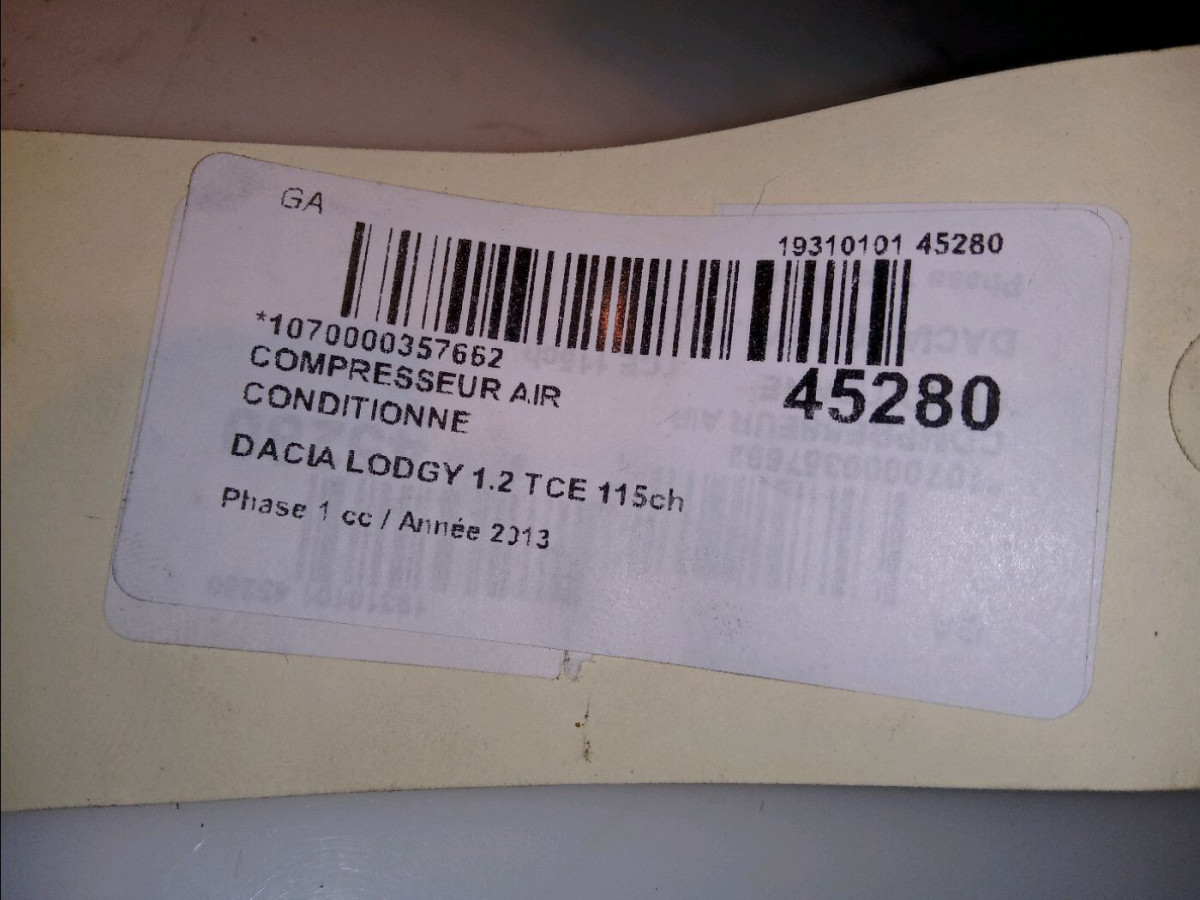 GA
19310101 45280
*1070000357662
45280
COMPRESSEUR AIR
CONDITIONNE
DACIA LODGY 1.2 TCE 115ch
Phase 1 cc / Année 2013